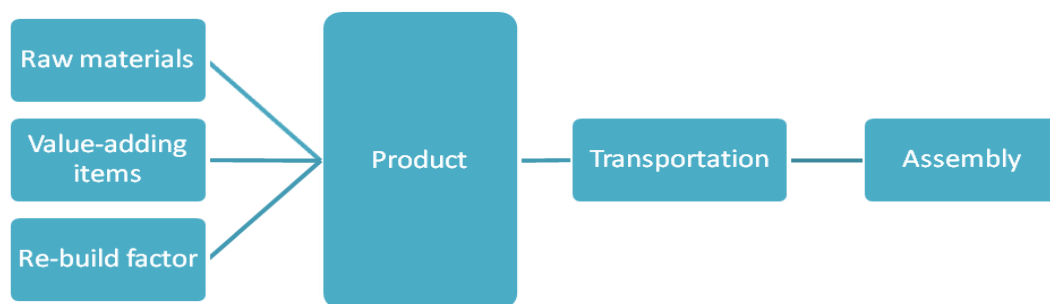 Raw materials
Value-adding
items
Re-build factor
Product
Transportation
Assembly